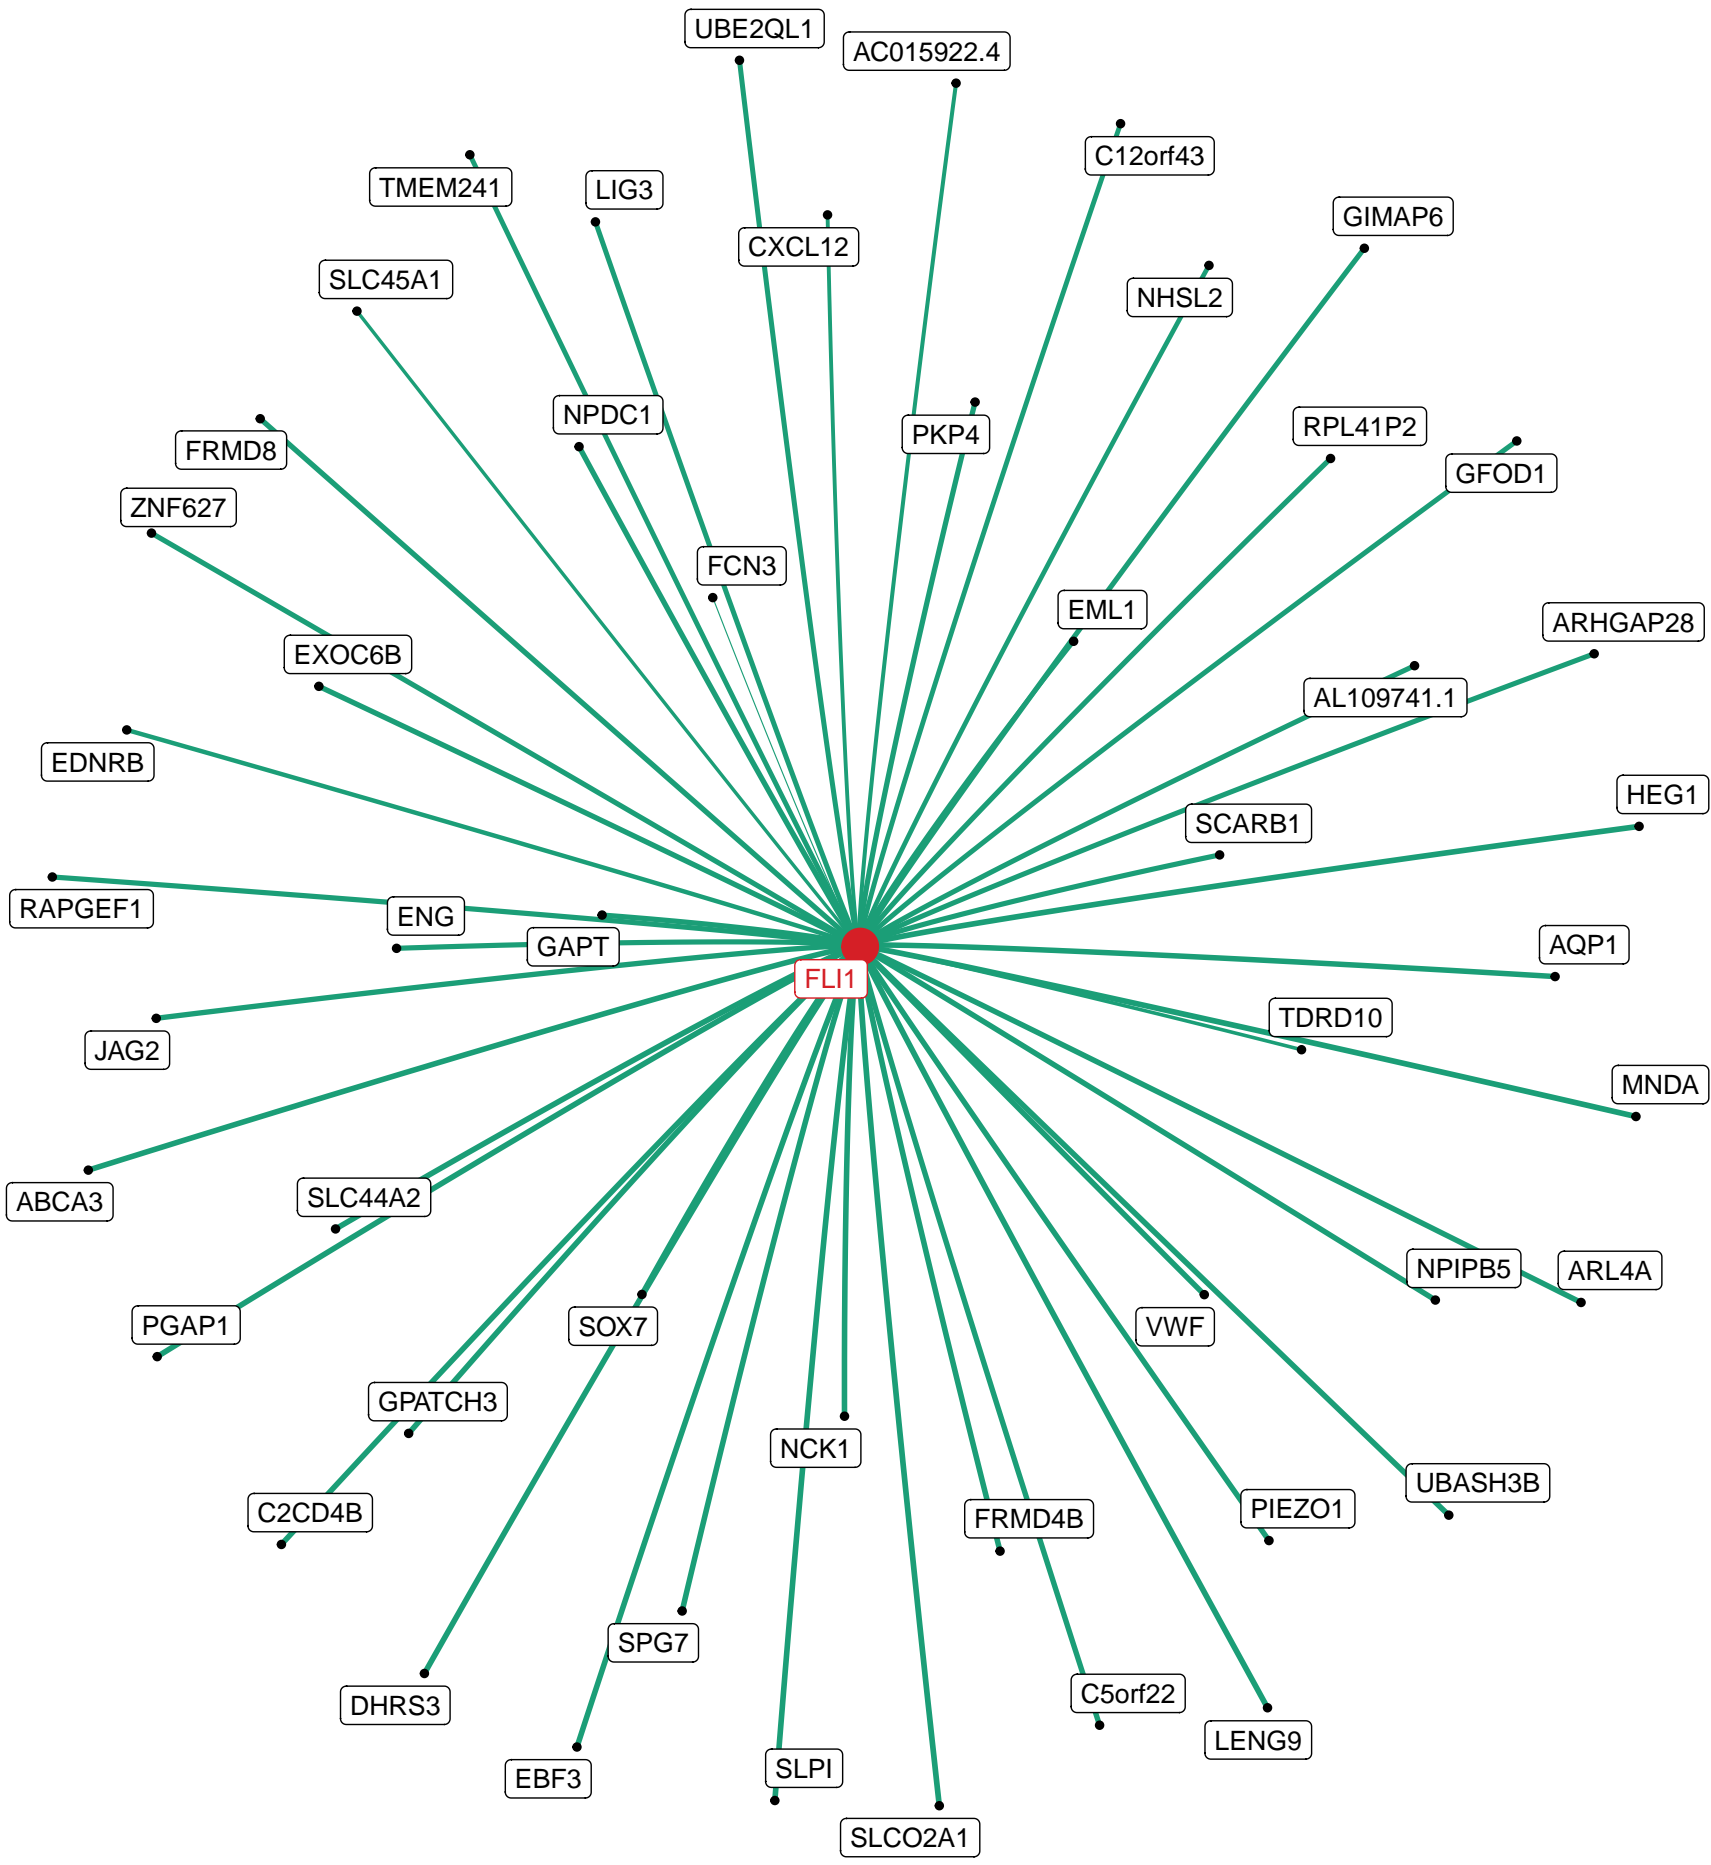 UBE2QL1
AC015922.4
C12orf43
TMEM241
LIG3
GIMAP6
CXCL12
SLC45A1
NHSL2
NPDC1
RPL41P2
PKP4
FRMD8
GFOD1
ZNF627
FCN3
EML1
ARHGAP28
EXOC6B
AL109741.1
EDNRB
HEG1
SCARB1
RAPGEF1
ENG
GAPT
AQP1
FLI1
TDRD10
JAG2
MNDA
SLC44A2
ABCA3
NPIPB5
ARL4A
PGAP1
SOX7
VWF
GPATCH3
NCK1
UBASH3B
C2CD4B
PIEZO1
FRMD4B
SPG7
C5orf22
DHRS3
LENG9
SLPI
EBF3
SLCO2A1